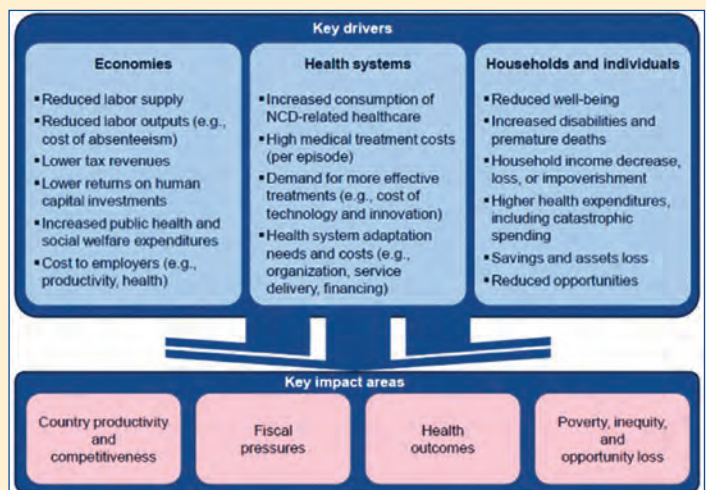 Key drivers
Economies
▪Reduced labor supply
▪Reduced labor outputs (e.g.,
cost of absenteeism)
▪Lower tax revenues
▪Lower returns on human
capital investments
▪Increased public health and
social welfare expenditures
▪Cost to employers (e.g.,
productivity, health)
Health systems
▪Increased consumption of
NCD-related healthcare
▪High medical treatment costs
(per episode)
▪Demand for more effective
treatments (e.g., cost of
technology and innovation)
▪Health system adaptation
needs and costs (e.g.,
organization, service
delivery, financing)
Households and individuals
▪Reduced well-being
▪Increased disabilities and
premature deaths
▪Household income decrease,
loss, or impoverishment
▪Higher health expenditures,
including catastrophic
spending
▪Savings and assets loss
▪Reduced opportunities
Key impact areas
Country productivity
and
competitiveness
Fiscal
pressures
Health
outcomes
Poverty, inequity,
and
opportunity loss